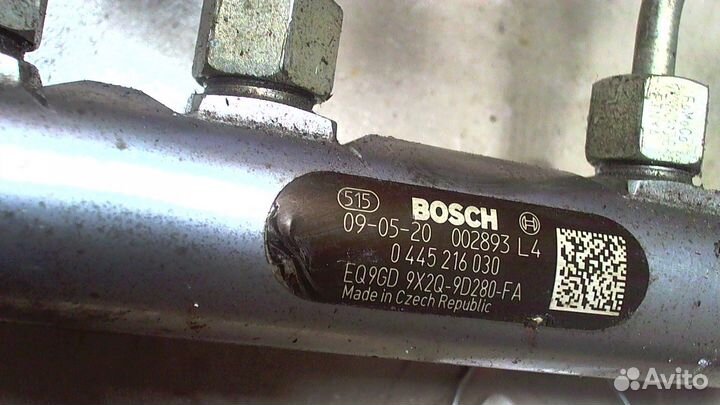 515 BOSCH
09-05-20 002893 L4
0 445 216 030
EQ9GD 9X2Q-9D280-FA
Made in Czech Republic
Avito